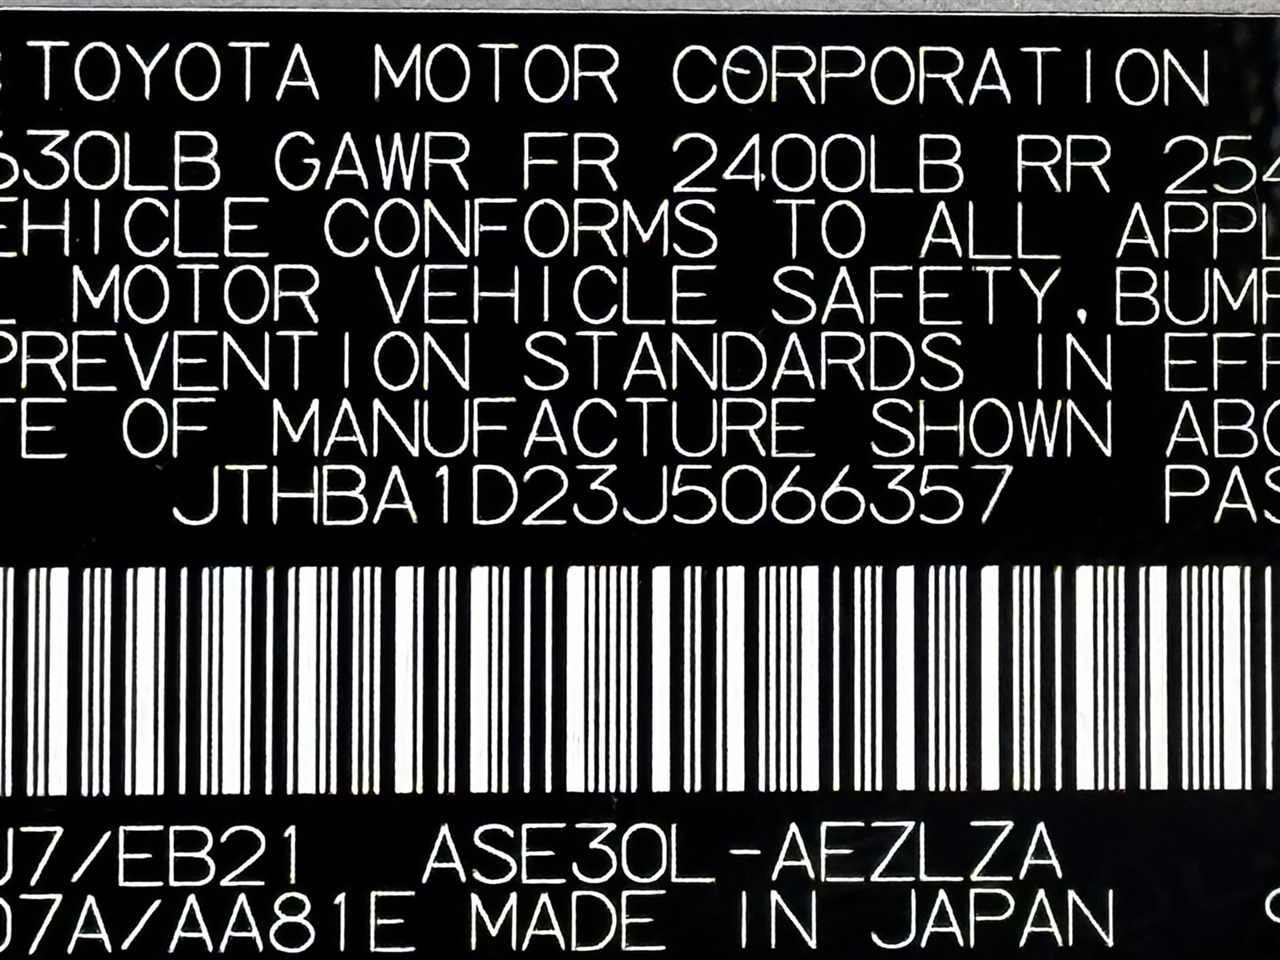 TOYOTA MOTOR CORPORATION
630LB GAWR FR 2400LB RR 254
EHICLE CONFORMS TO ALL APPL
L MOTOR VEHICLE SAFETY,BUMP
PREVENTION STANDARDS IN EFF
TE OF MANUFACTURE SHOWN ABO
JTHBA1D23J5066357 PAS
J7/EB21 ASE30L-AEZLZA
07A/AA81E MADE IN JAPAN S